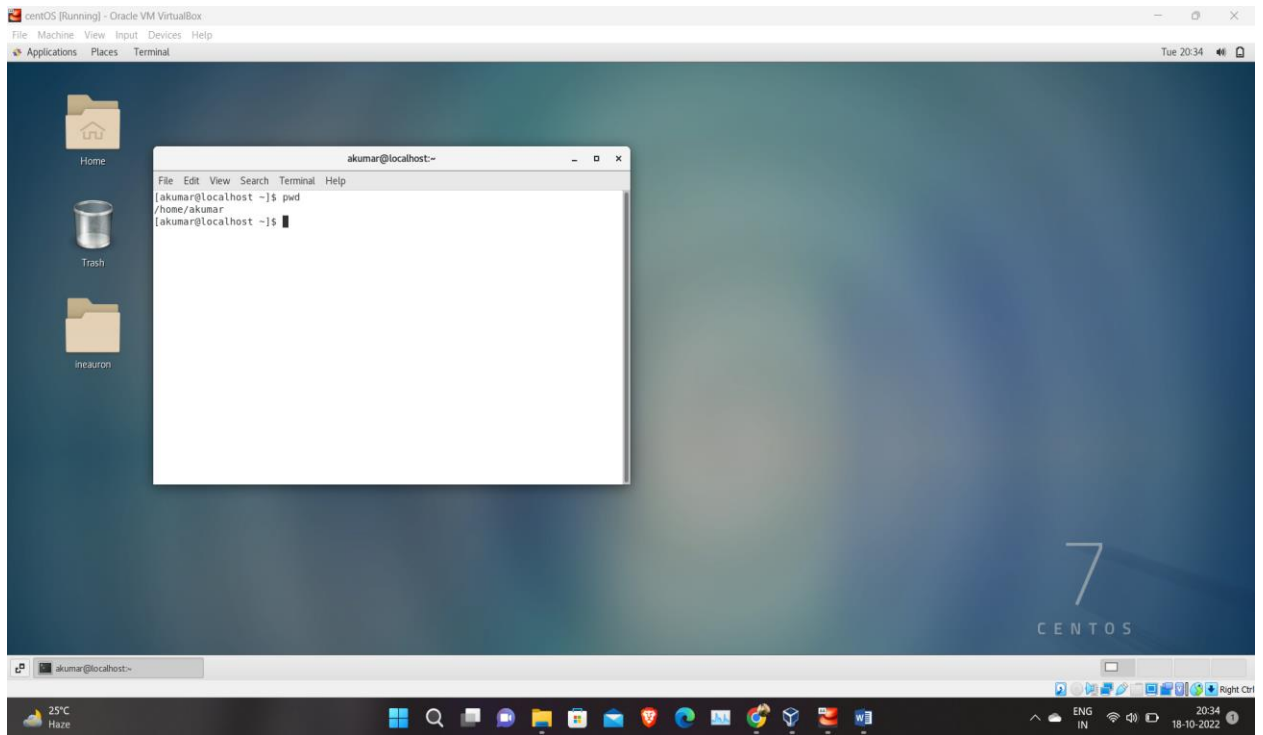 centOS [Running] - Oracle VM VirtualBox
File Machine View Input Devices Help
Applications Places Terminal
Tue 20:34
Home
Trash
ineauron
akumar@localhost:~
File Edit View Search Terminal Help
[akumar@localhost ~]$ pwd
/home/akumar
[akumar@localhost ~]$
7
CENTOS
akumar@localhost:~
Right Ctrl
25°C
Haze
ENG
IN
20:34
18-10-2022
1